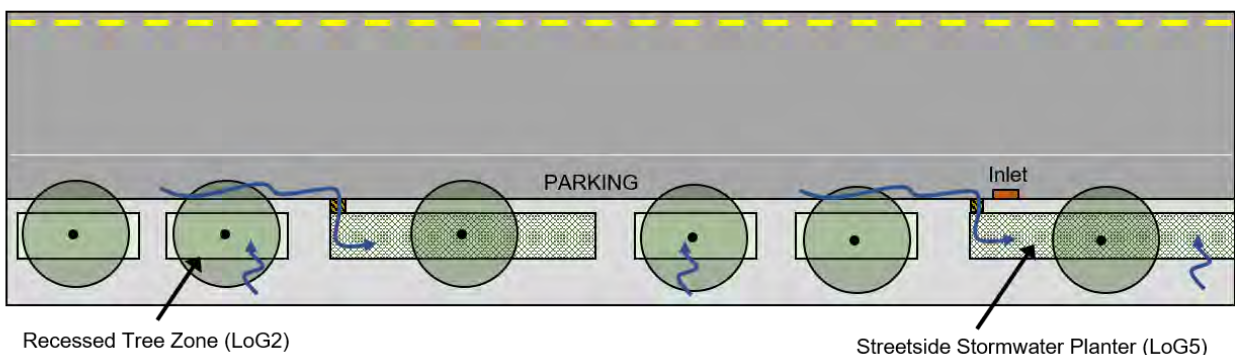 PARKING
Inlet
Recessed Tree Zone (LoG2)
Streetside Stormwater Planter (LoG5)